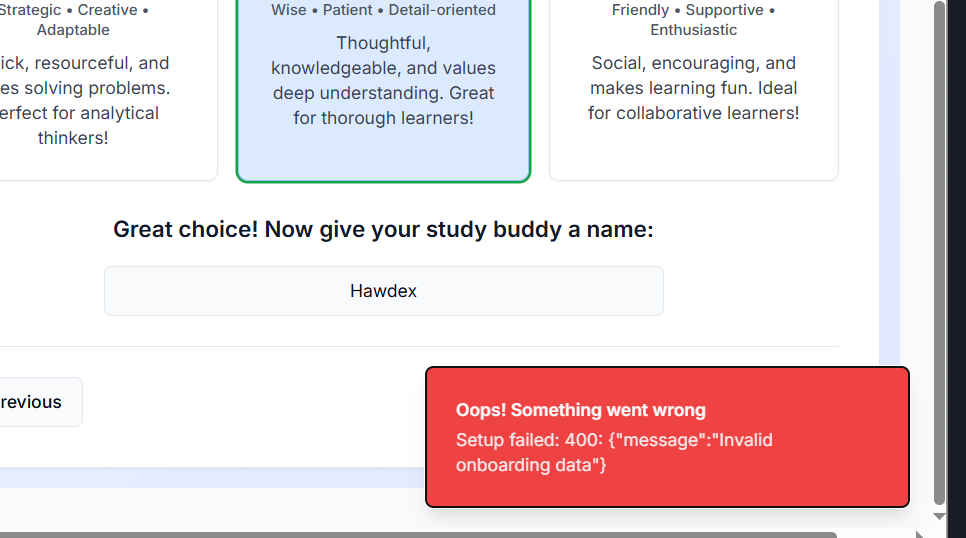 Strategic • Creative •
Adaptable
ick, resourceful, and
es solving problems.
erfect for analytical
thinkers!
Wise • Patient • Detail-oriented
Thoughtful,
knowledgeable, and values
deep understanding. Great
for thorough learners!
Friendly • Supportive •
Enthusiastic
Social, encouraging, and
makes learning fun. Ideal
for collaborative learners!
Great choice! Now give your study buddy a name:
Hawdex
revious
Oops! Something went wrong
Setup failed: 400: {"message":"Invalid
onboarding data"}